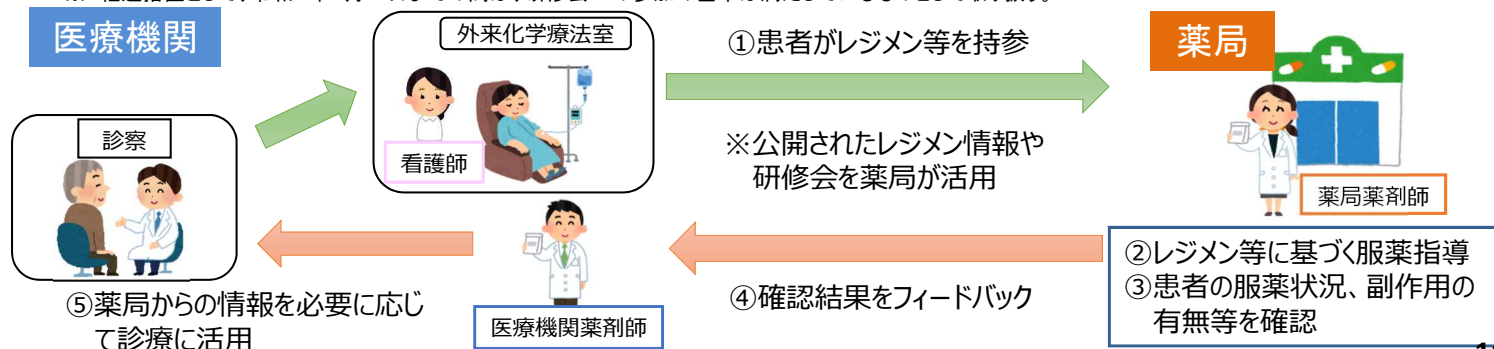 医療機関
外来化学療法室
①患者がレジメン等を持参
薬局
診察
看護師
※公開されたレジメン情報や
研修会を薬局が活用
薬局薬剤師
②レジメン等に基づく服薬指導
③患者の服薬状況、副作用の
有無等を確認
④確認結果をフィードバック
医療機関薬剤師
⑤薬局からの情報を必要に応じ
て診療に活用